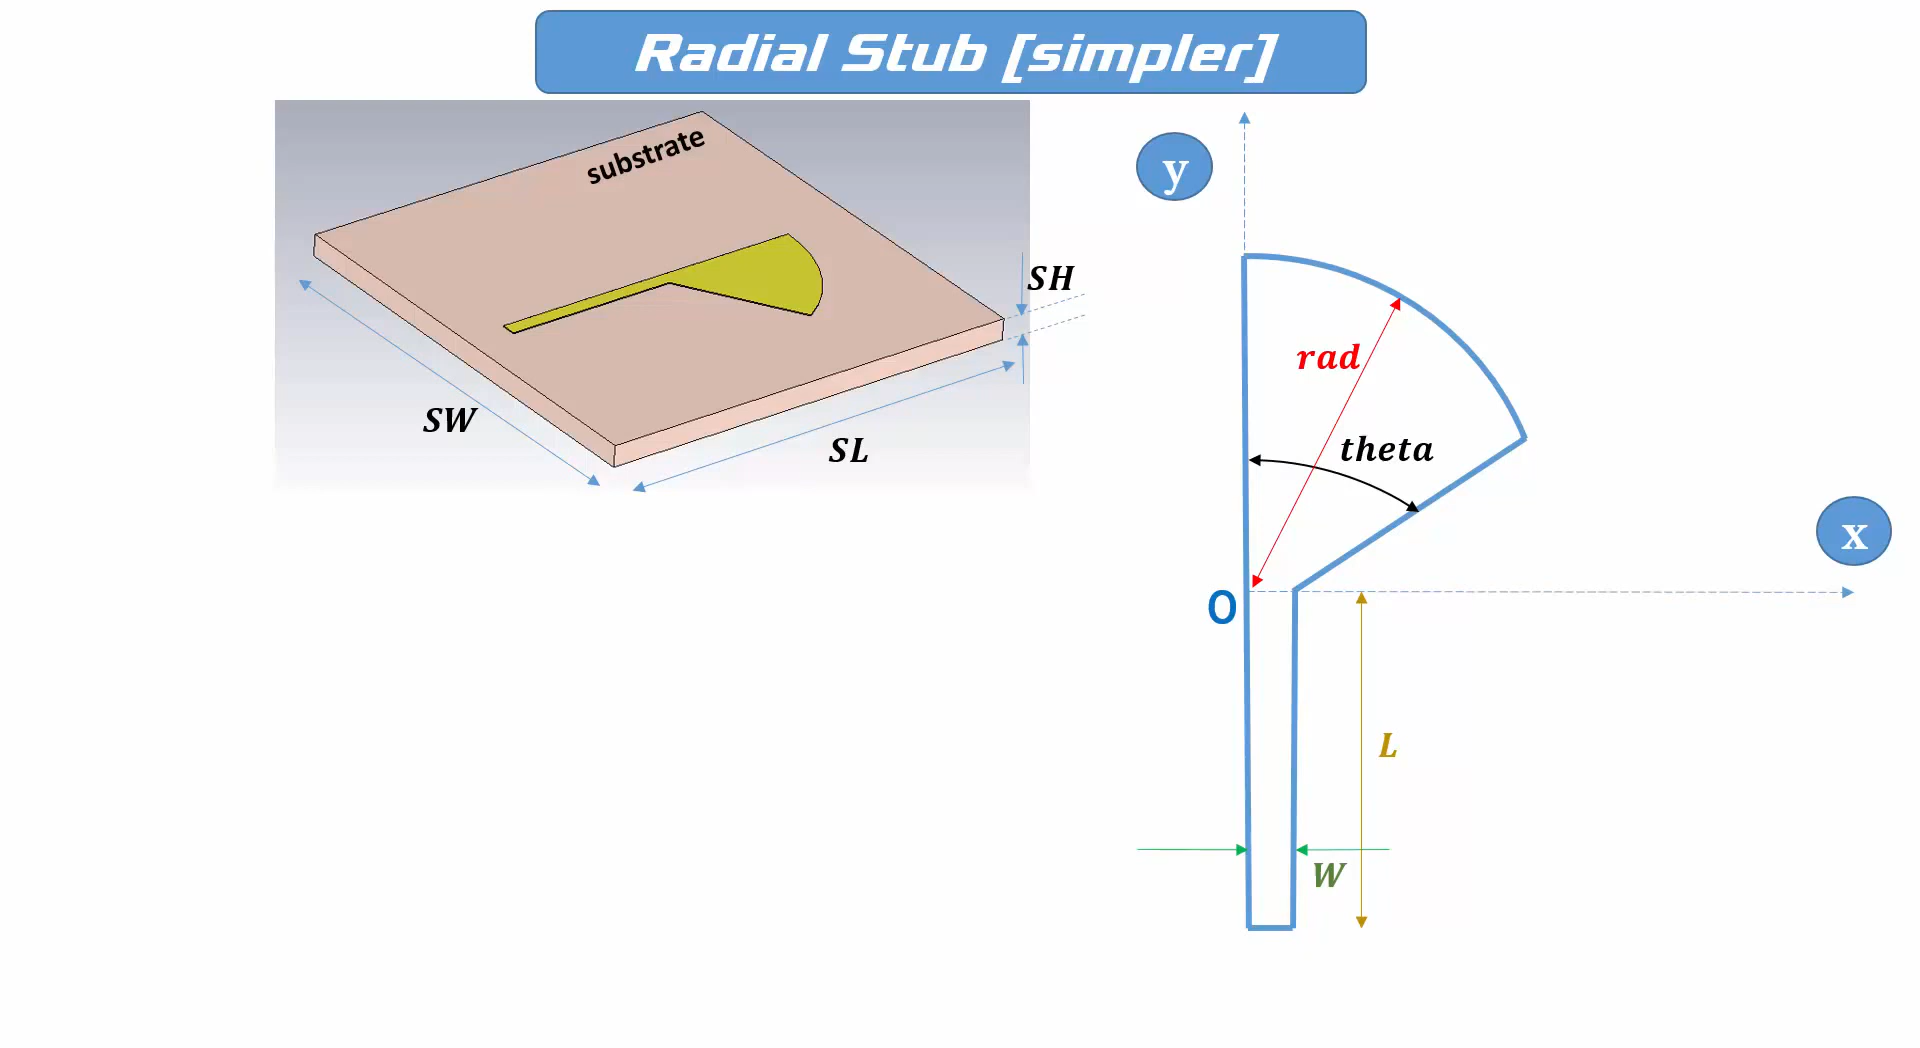 Radial Stub [simpler]
substrate
SH
SW
SL
y
rad
theta
x
O
L
W